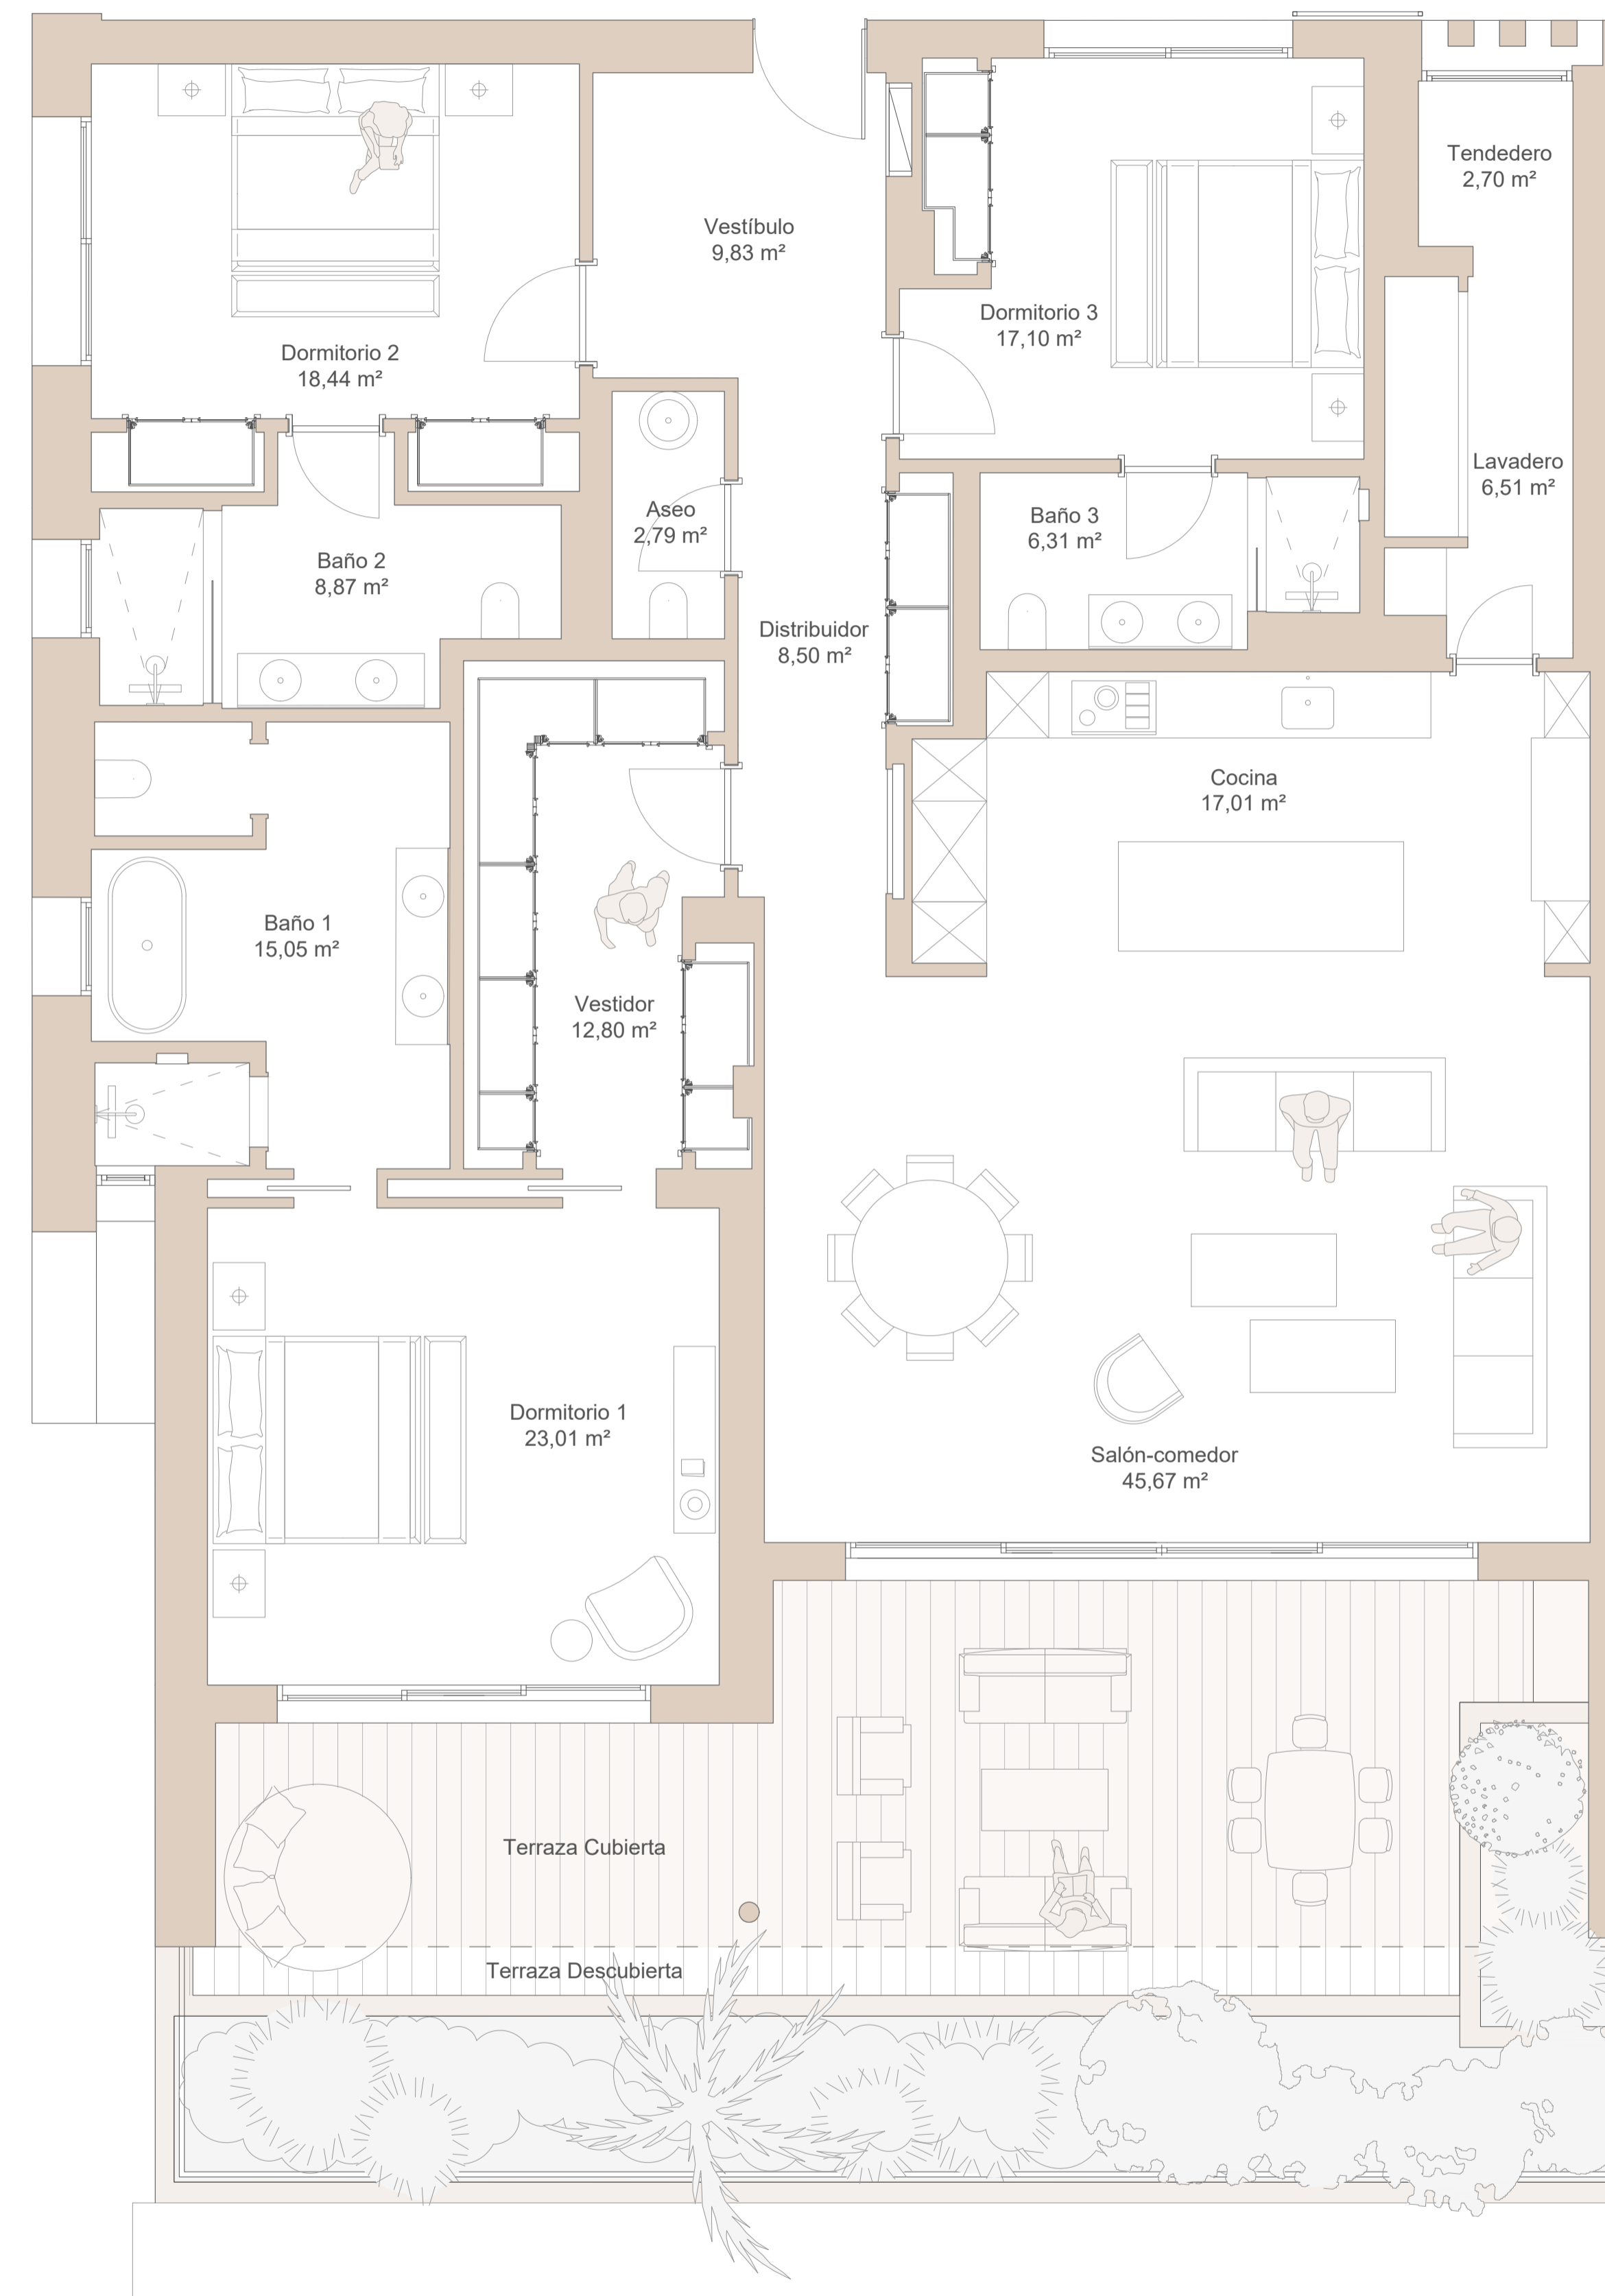 Tendedero
2,70 m²
Vestíbulo
9,83 m²
Dormitorio 3
17,10 m²
Dormitorio 2
18,44 m²
Lavadero
6,51 m²
Aseo
2,79 m²
Baño 3
6,31 m²
Baño 2
8,87 m²
Distribuidor
8,50 m²
Cocina
17,01 m²
Baño 1
15,05 m²
Vestidor
12,80 m²
Dormitorio 1
23,01 m²
Salón-comedor
45,67 m²
Terraza Cubierta
Terraza Descubierta